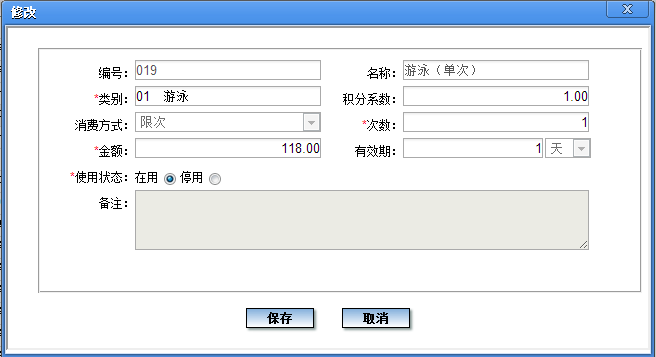 修改
编号： 019 名称： 游泳（单次）
*类别： 01 游泳 积分系数： 1.00
消费方式： 限次 *次数： 1
*金额： 118.00 有效期： 1 天
*使用状态： 在用 停用
备注：
保存 取消